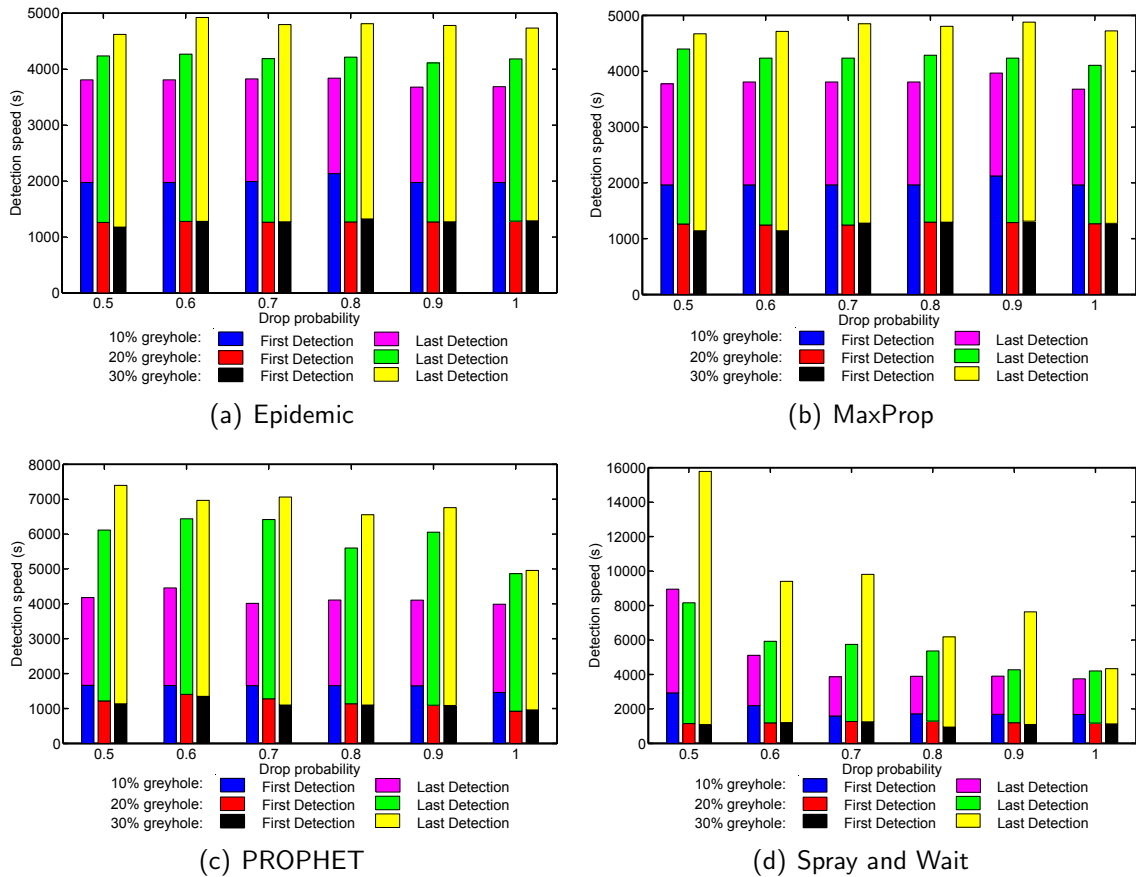 5000
4000
3000
2000
1000
0
Detection speed (s)
0.5 0.6 0.7 0.8 0.9 1
Drop probability
10% greyhole: First Detection Last Detection
20% greyhole: First Detection Last Detection
30% greyhole: First Detection Last Detection
(a) Epidemic
5000
4000
3000
2000
1000
0
Detection speed (s)
0.5 0.6 0.7 0.8 0.9 1
Drop probability
10% greyhole: First Detection Last Detection
20% greyhole: First Detection Last Detection
30% greyhole: First Detection Last Detection
(b) MaxProp
8000
7000
6000
5000
4000
3000
2000
1000
0
Detection speed (s)
0.5 0.6 0.7 0.8 0.9 1
Drop probability
10% greyhole: First Detection Last Detection
20% greyhole: First Detection Last Detection
30% greyhole: First Detection Last Detection
(c) PROPHET
16000
14000
12000
10000
8000
6000
4000
2000
0
Detection speed (s)
0.5 0.6 0.7 0.8 0.9 1
Drop probability
10% greyhole: First Detection Last Detection
20% greyhole: First Detection Last Detection
30% greyhole: First Detection Last Detection
(d) Spray and Wait